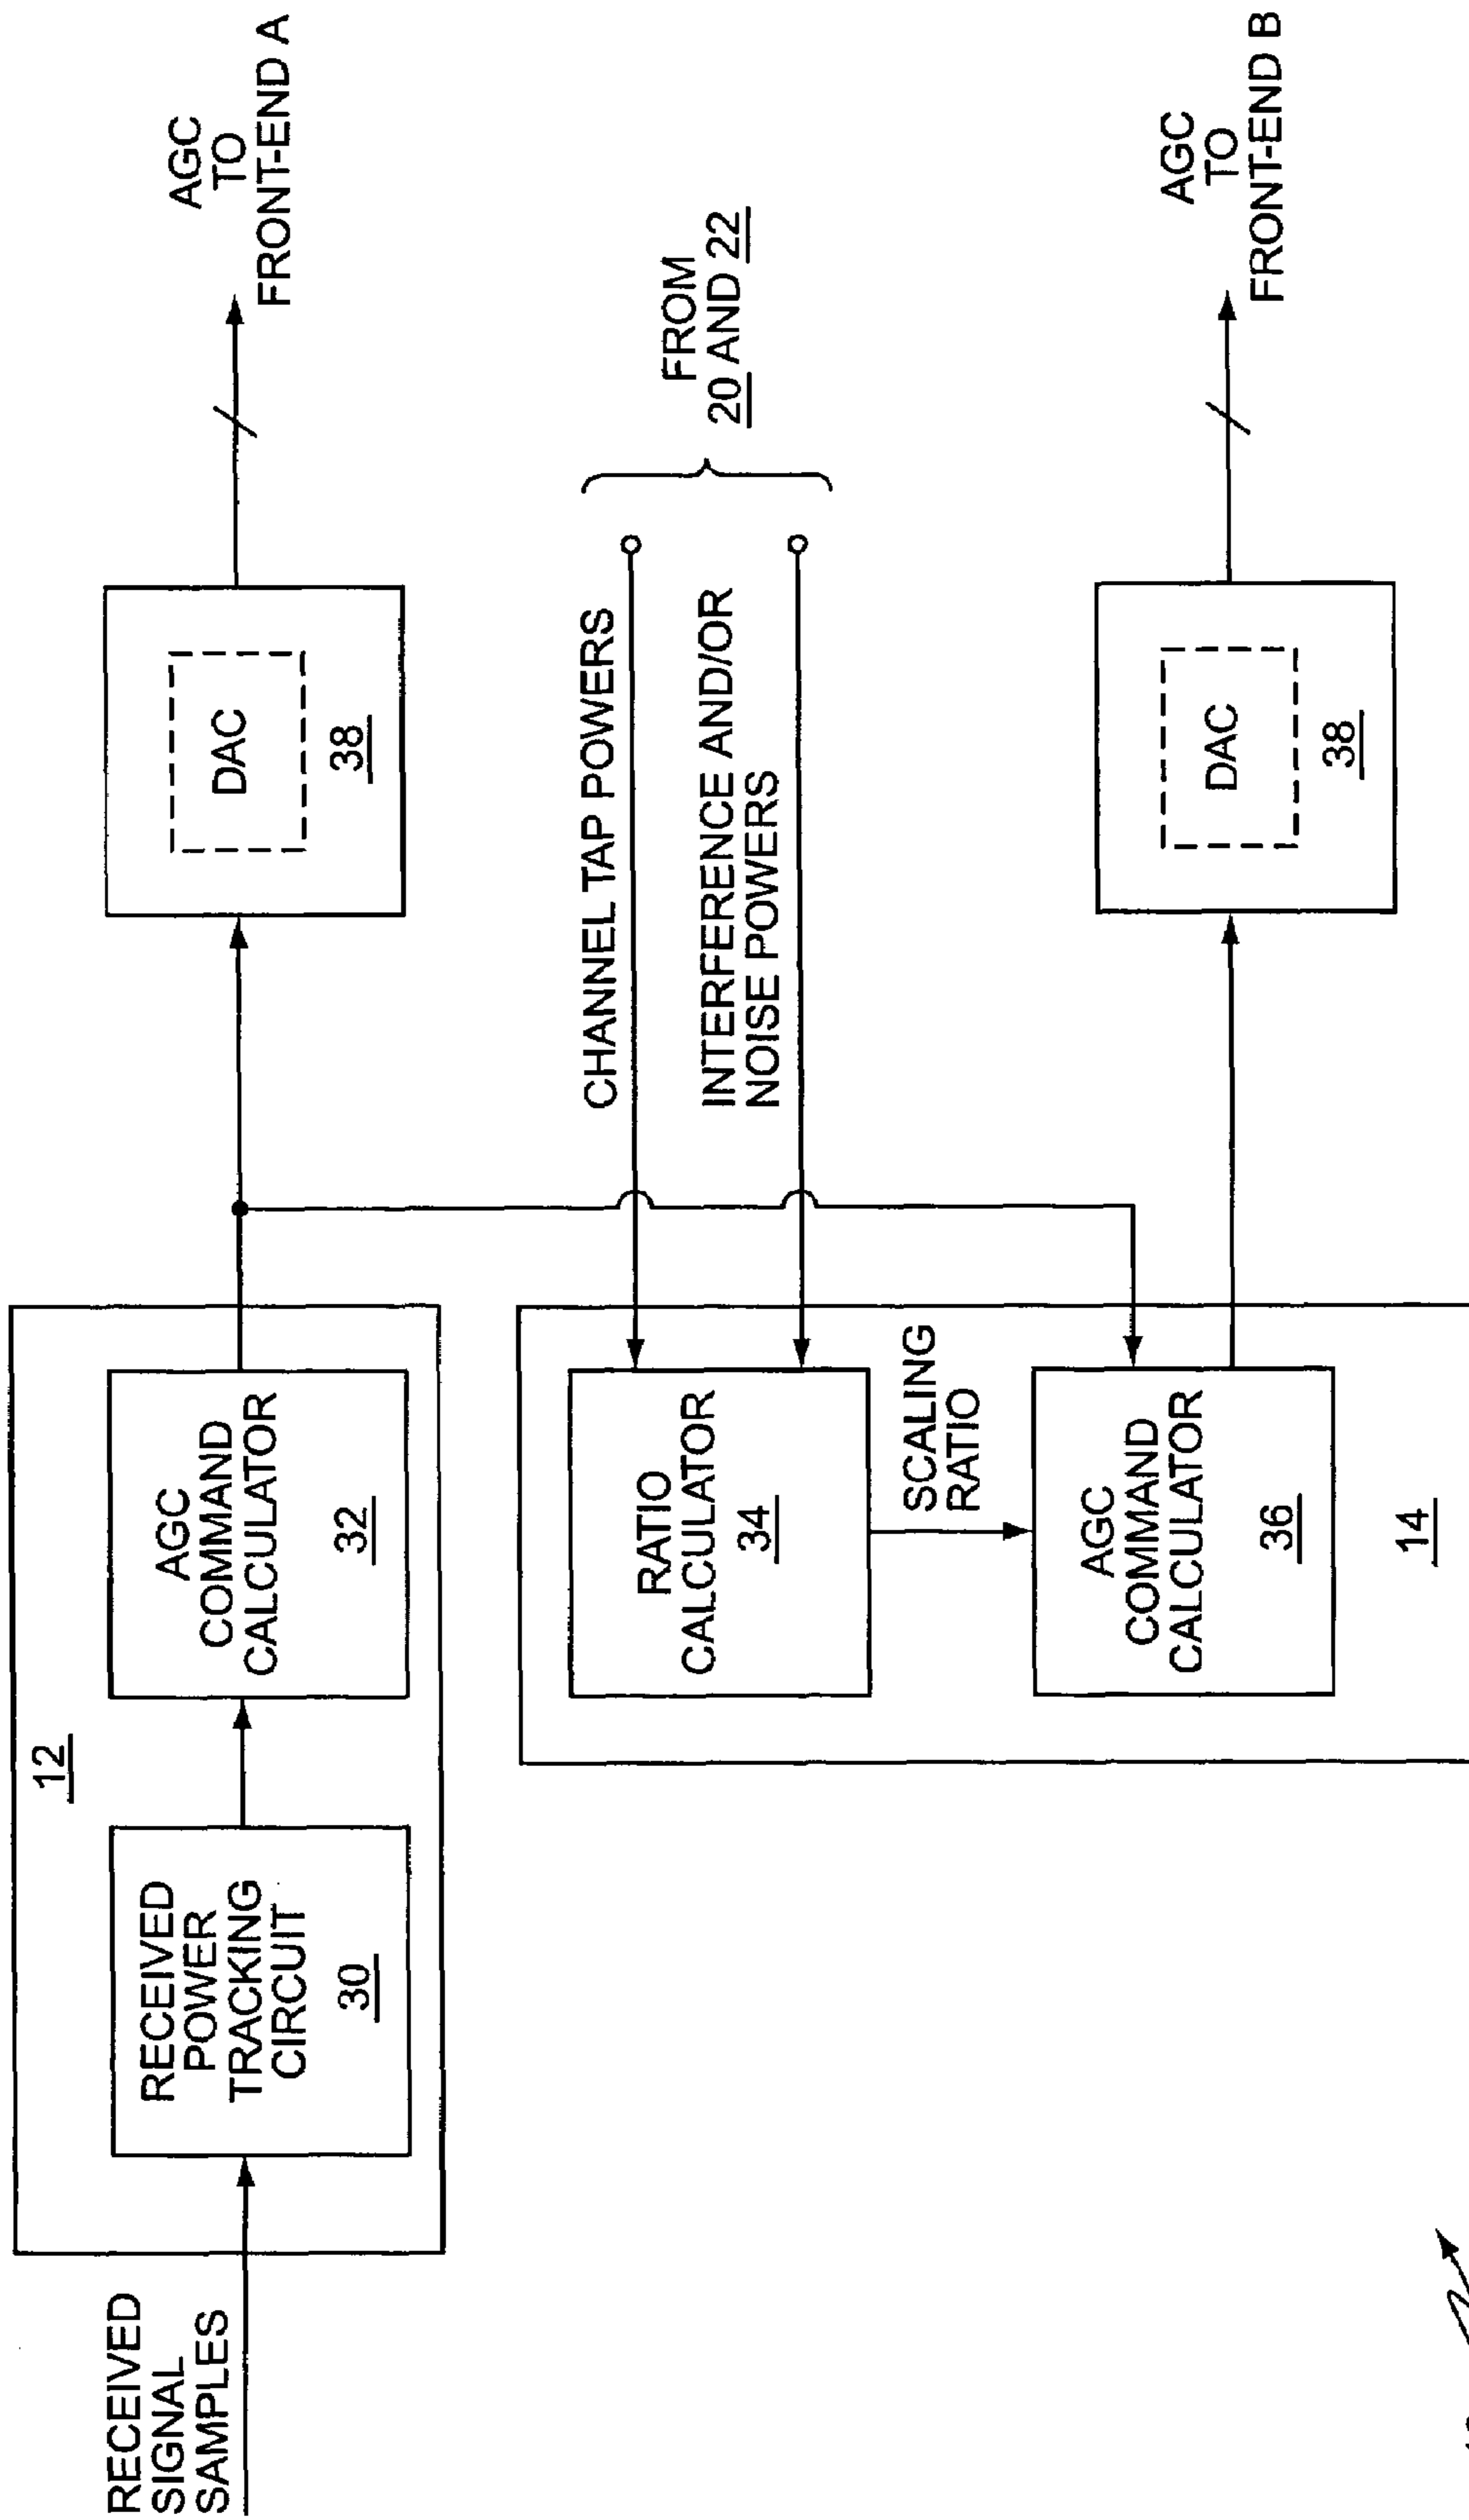 RECEIVED
SIGNAL
SAMPLES
12
RECEIVED
POWER
TRACKING
CIRCUIT
30
AGC
COMMAND
CALCULATOR
32
DAC
38
AGC
TO
FRONT-END A
CHANNEL TAP POWERS
INTERFERENCE AND/OR
NOISE POWERS
FROM
20 AND 22
RATIO
CALCULATOR
34
SCALING
RATIO
AGC
COMMAND
CALCULATOR
36
14
DAC
38
AGC
TO
FRONT-END B